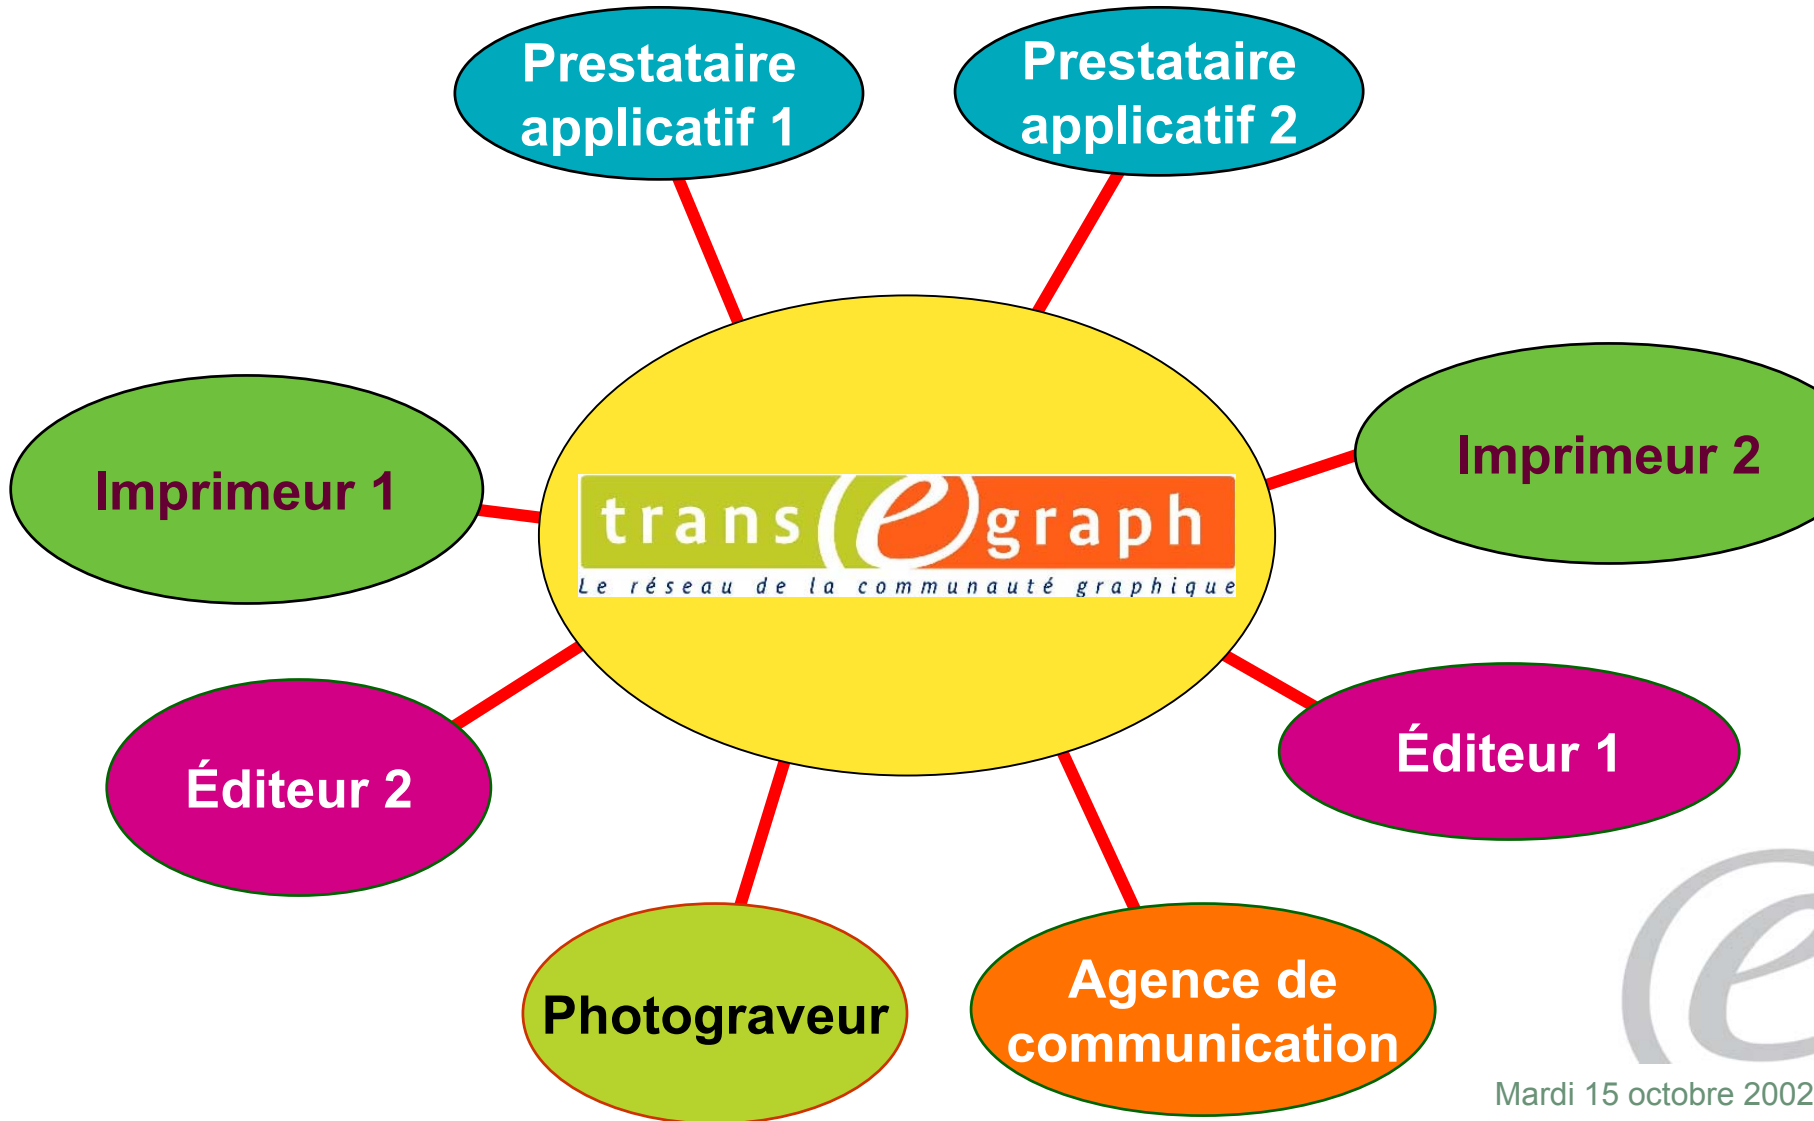 Prestataire
applicatif 1
Prestataire
applicatif 2
Imprimeur 1
Imprimeur 2
trans(e)graph
Le réseau de la communauté graphique
Éditeur 2
Éditeur 1
Photograveur
Agence de
communication
Mardi 15 octobre 2002